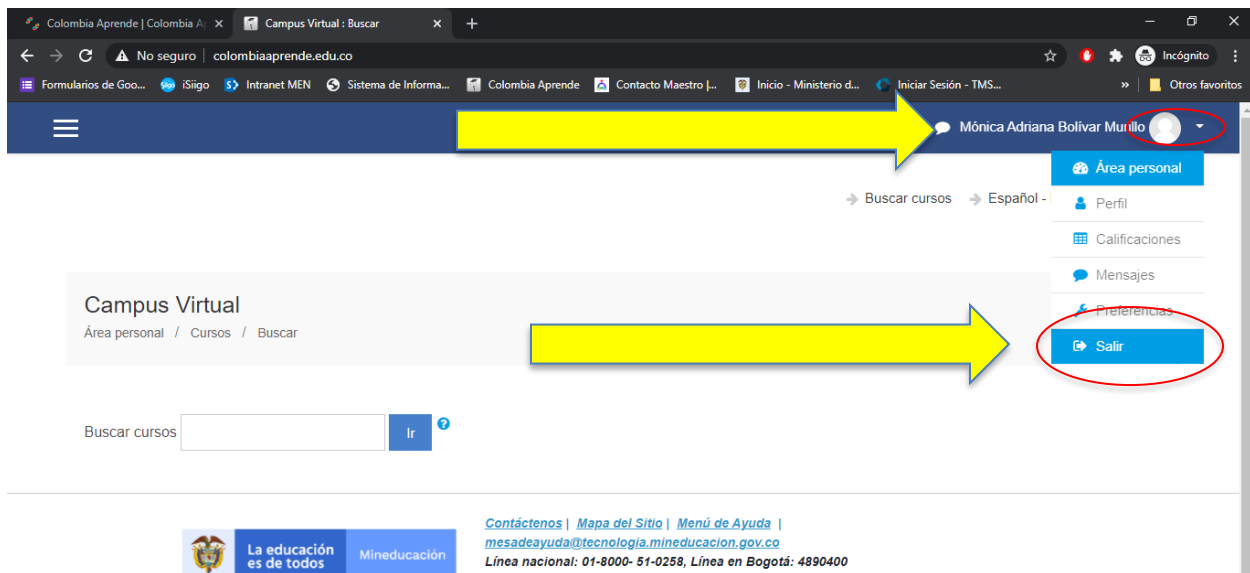 Colombia Aprende | Colombia A
Campus Virtual : Buscar
No seguro | colombiaaprende.edu.co
Incógnito
Formularios de Goo...
iSiigo
Intranet MEN
Sistema de Informa...
Colombia Aprende
Contacto Maestro |...
Inicio - Ministerio d...
Iniciar Sesión - TMS...
»
Otros favoritos
Mónica Adriana Bolívar Murillo
Área personal
Buscar cursos
Español -
Perfil
Calificaciones
Mensajes
Preferencias
Salir
Campus Virtual
Área personal / Cursos / Buscar
Buscar cursos
Ir
Contáctenos | Mapa del Sitio | Menú de Ayuda |
mesadeayuda@tecnologia.mineducacion.gov.co
Línea nacional: 01-8000- 51-0258, Línea en Bogotá: 4890400
La educación
es de todos
Mineducación